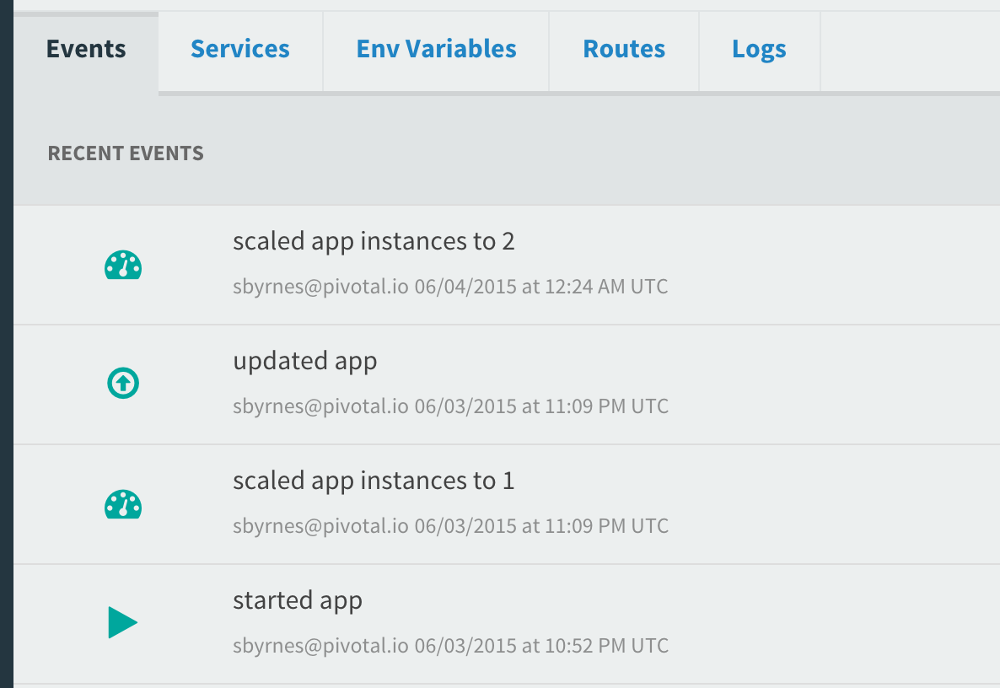 Events Services Env Variables Routes Logs
RECENT EVENTS
scaled app instances to 2
sbyrnes@pivotal.io 06/04/2015 at 12:24 AM UTC
updated app
sbyrnes@pivotal.io 06/03/2015 at 11:09 PM UTC
scaled app instances to 1
sbyrnes@pivotal.io 06/03/2015 at 11:09 PM UTC
started app
sbyrnes@pivotal.io 06/03/2015 at 10:52 PM UTC